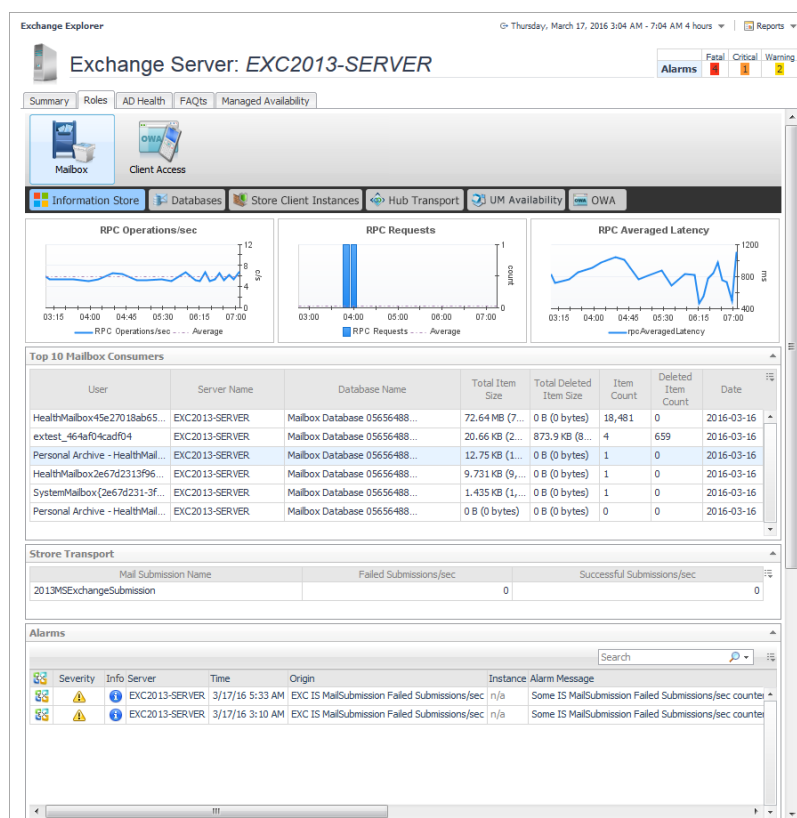 Exchange Explorer
Thursday, March 17, 2016 3:04 AM - 7:04 AM 4 hours
Reports
Exchange Server: EXC2013-SERVER
Fatal Critical Warning
Alarms 4 1 2
Summary Roles AD Health FAQts Managed Availability
OWA
Mailbox Client Access
Information Store Databases Store Client Instances Hub Transport UM Availability OWA
RPC Operations/sec RPC Requests RPC Averaged Latency
12 8 4 0 c/s
03:15 04:00 04:45 05:30 06:15 07:00
RPC Operations/sec Average
1 0 count
03:00 04:00 05:00 06:00 07:00
RPC Requests Average
1200 800 400 ms
03:15 04:00 04:45 05:30 06:15 07:00
rpcAveragedLatency
Top 10 Mailbox Consumers
User Server Name Database Name Total Item Size Total Deleted Item Size Item Count Deleted Item Count Date
HealthMailbox45e27018ab65... EXC2013-SERVER Mailbox Database 05656488... 72.64 MB (7... 0 B (0 bytes) 18,481 0 2016-03-16
extest_464af04cadf04 EXC2013-SERVER Mailbox Database 05656488... 20.66 KB (2... 873.9 KB (8... 4 659 2016-03-16
Personal Archive - HealthMail... EXC2013-SERVER Mailbox Database 05656488... 12.75 KB (1... 0 B (0 bytes) 1 0 2016-03-16
HealthMailbox2e67d2313f96... EXC2013-SERVER Mailbox Database 05656488... 9.731 KB (9,... 0 B (0 bytes) 1 0 2016-03-16
SystemMailbox{2e67d231-3f... EXC2013-SERVER Mailbox Database 05656488... 1.435 KB (1,... 0 B (0 bytes) 1 0 2016-03-16
Personal Archive - HealthMail... EXC2013-SERVER Mailbox Database 05656488... 0 B (0 bytes) 0 B (0 bytes) 0 0 2016-03-16
Strore Transport
Mail Submission Name Failed Submissions/sec Successful Submissions/sec
2013MSExchangeSubmission 0 0
Alarms
Search
Severity Info Server Time Origin Instance Alarm Message
EXC2013-SERVER 3/17/16 5:33 AM EXC IS MailSubmission Failed Submissions/sec n/a Some IS MailSubmission Failed Submissions/sec counter
EXC2013-SERVER 3/17/16 3:10 AM EXC IS MailSubmission Failed Submissions/sec n/a Some IS MailSubmission Failed Submissions/sec counter